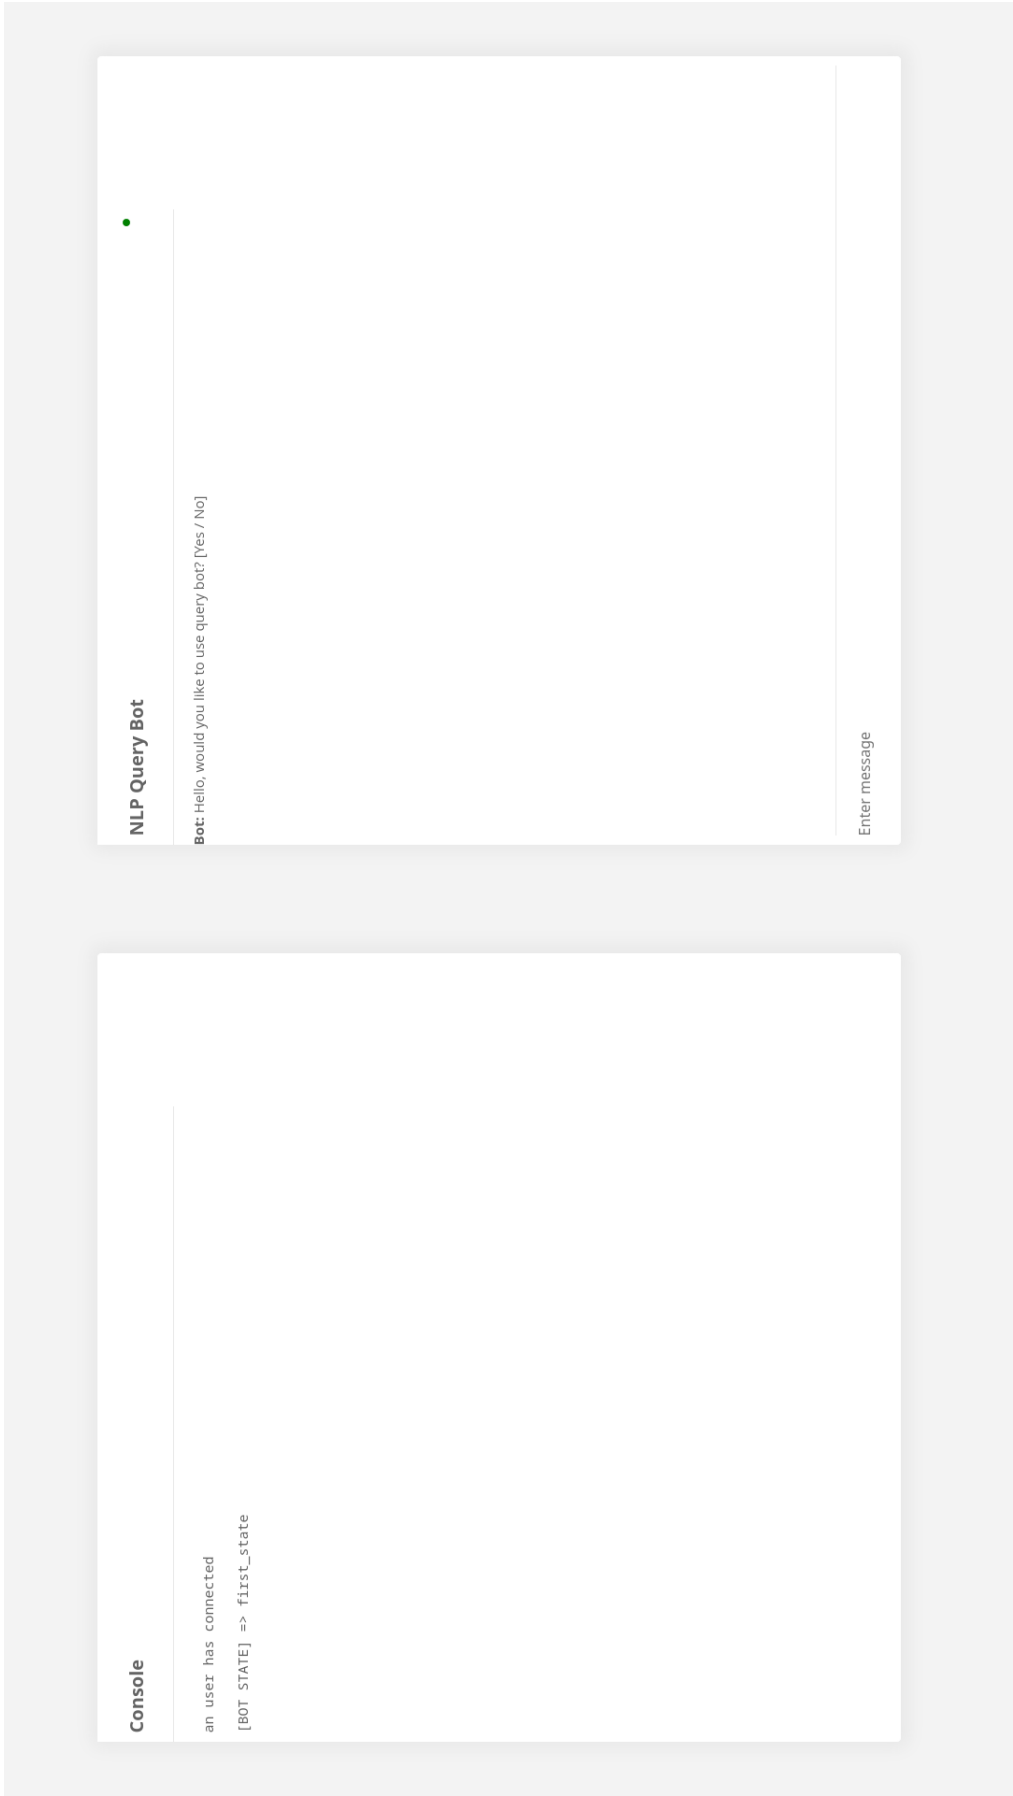 Console
an user has connected
[BOT STATE] => first_state
NLP Query Bot
Bot: Hello, would you like to use query bot? [Yes / No]
Enter message